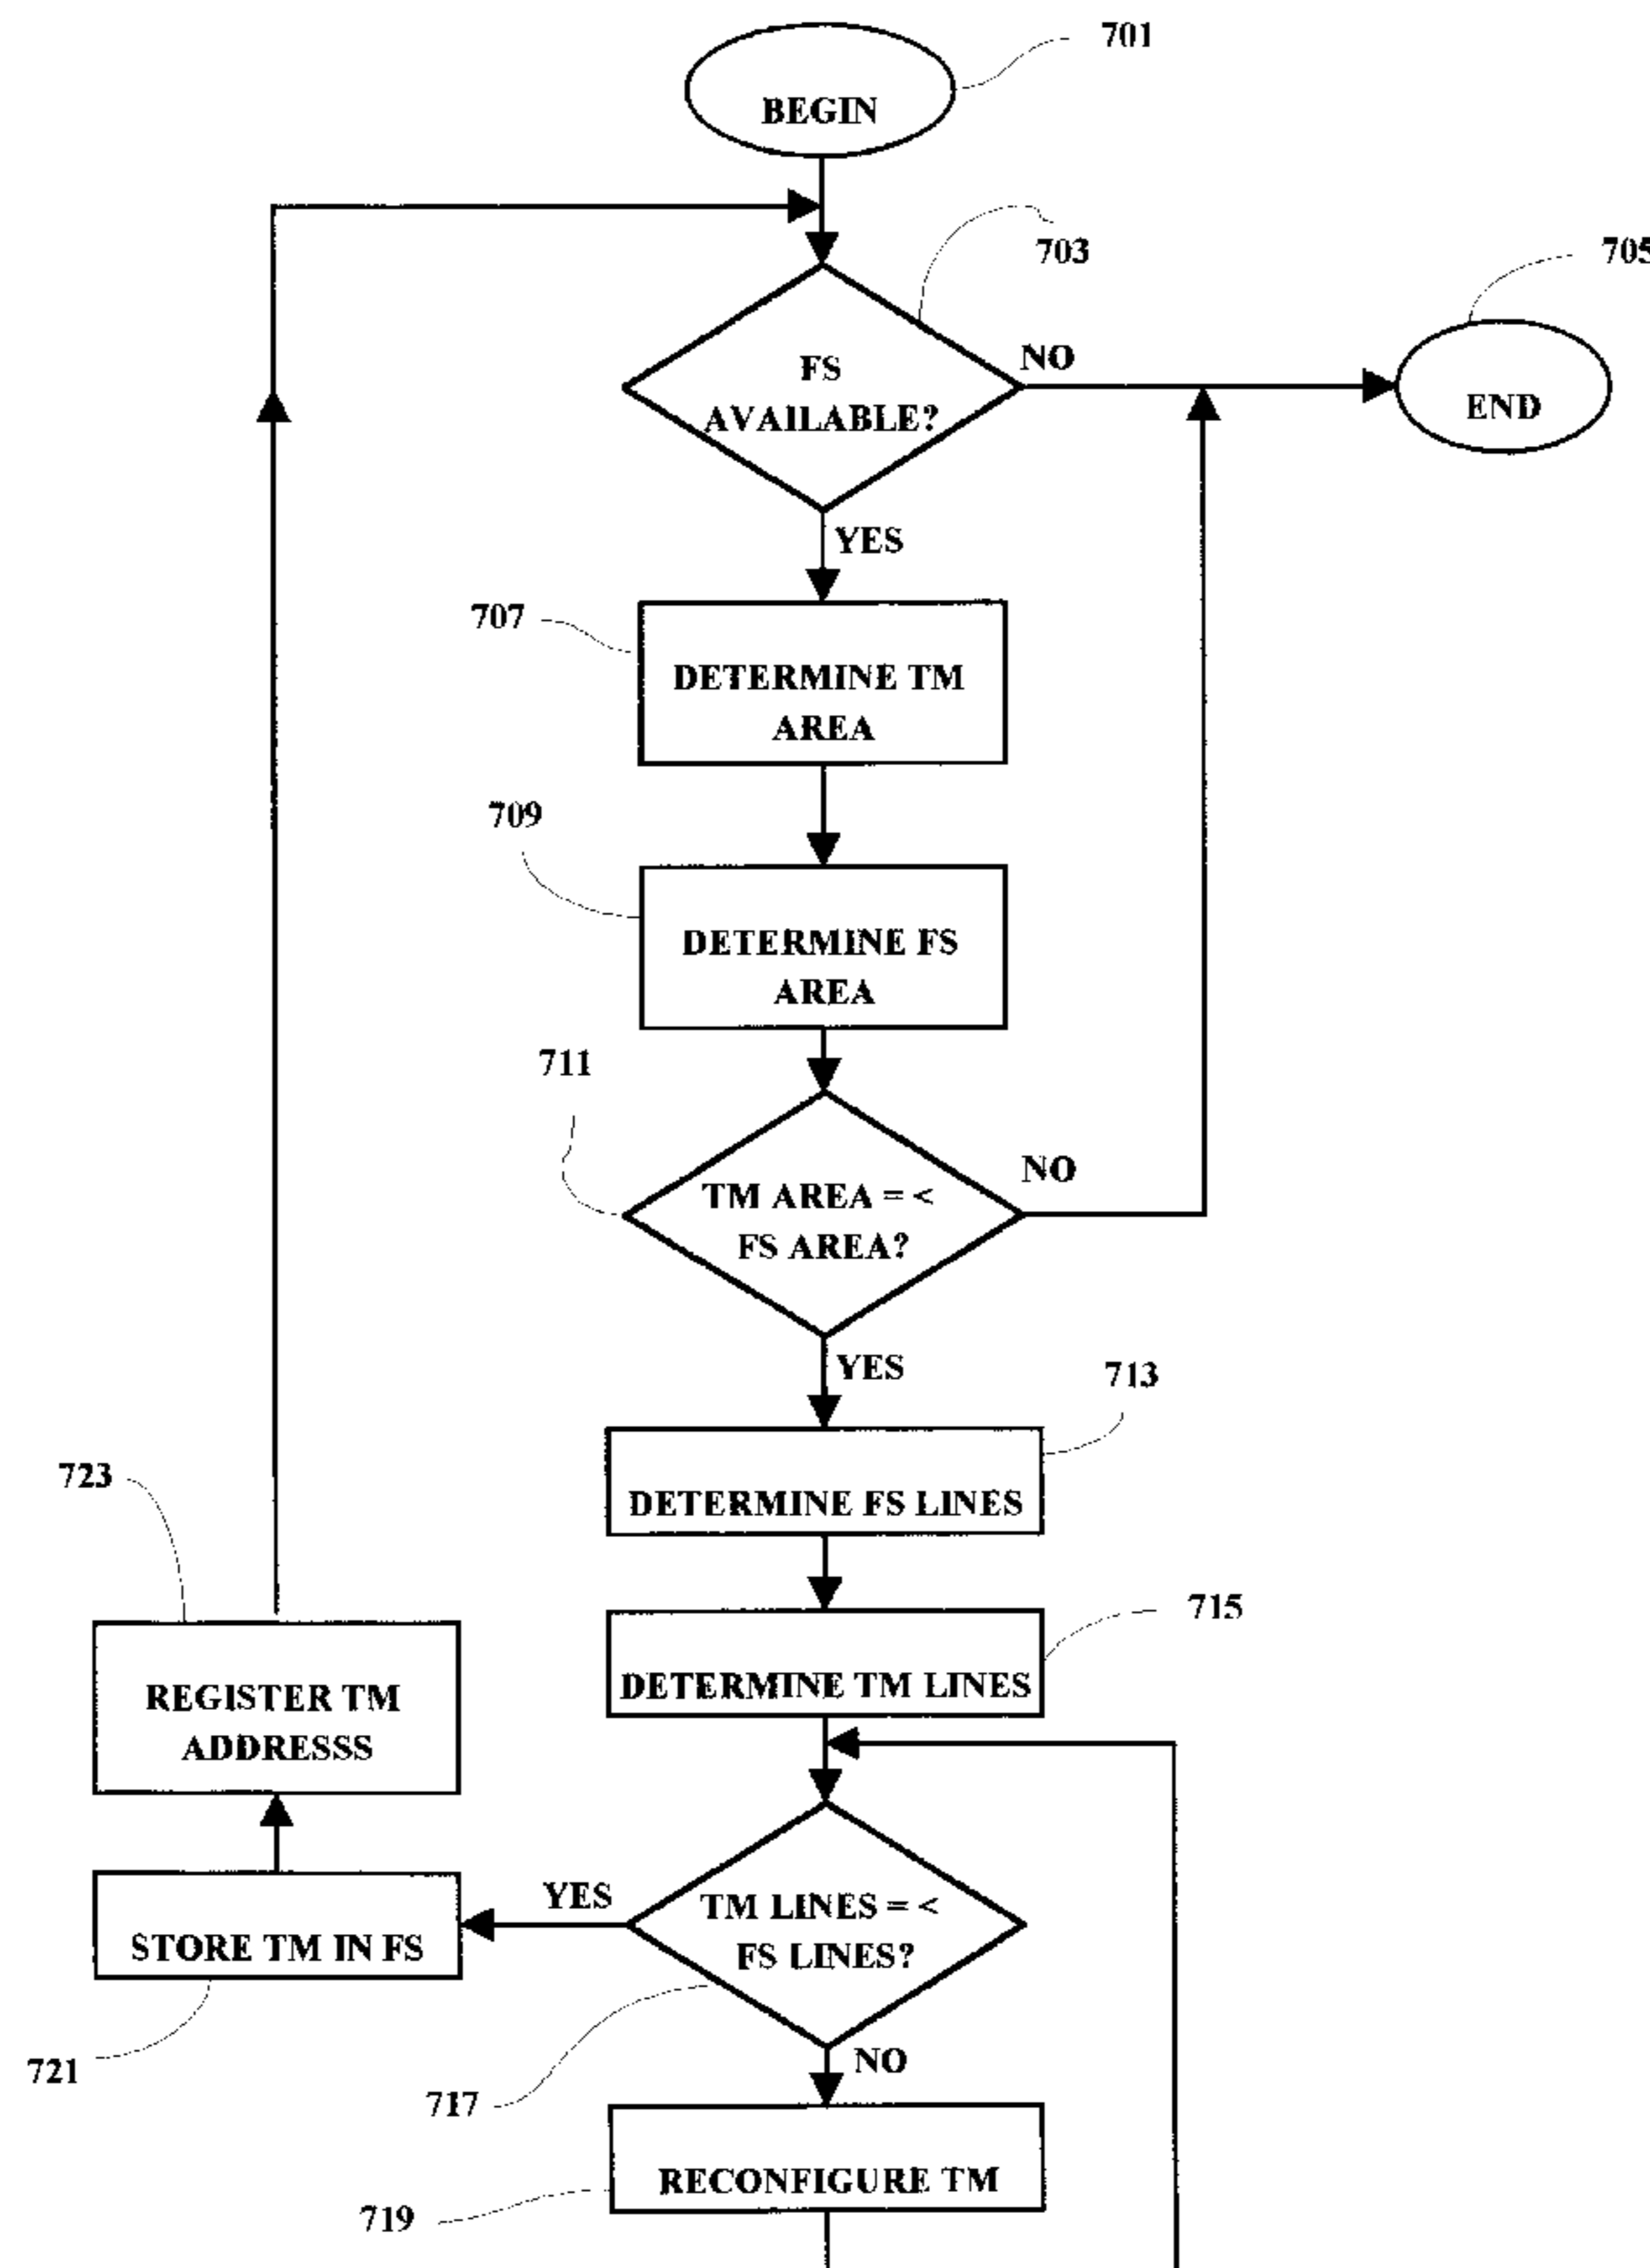 701
BEGIN
703
705
FS
AVAILABLE?
NO
END
YES
707
DETERMINE TM
AREA
709
DETERMINE FS
AREA
711
TM AREA = <
FS AREA?
NO
YES
713
DETERMINE FS LINES
723
715
DETERMINE TM LINES
REGISTER TM
ADDRESSS
TM LINES = <
FS LINES?
YES
STORE TM IN FS
721
717
NO
RECONFIGURE TM
719